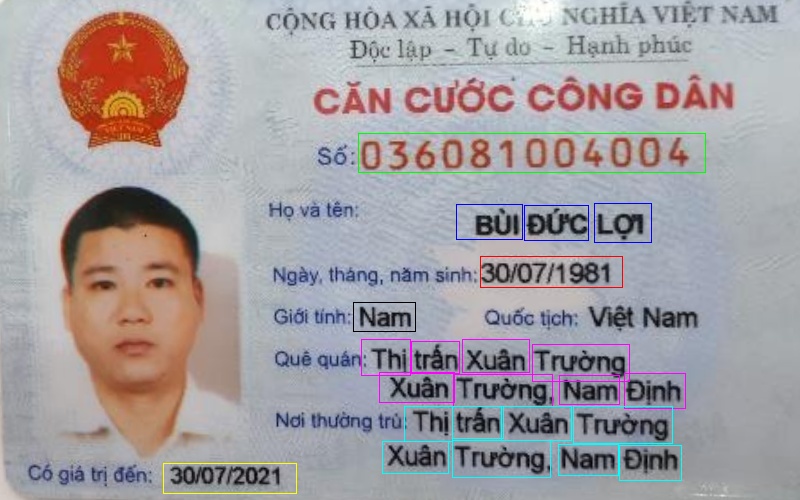 CỘNG HÒA XÃ HỘI CHỦ NGHĨA VIỆT NAM
Độc lập - Tự do - Hạnh phúc
CĂN CƯỚC CÔNG DÂN
Số: 036081004004
Họ và tên: BÙI ĐỨC LỢI
Ngày, tháng, năm sinh: 30/07/1981
Giới tính: Nam Quốc tịch: Việt Nam
Quê quán: Thị trấn Xuân Trường
Xuân Trường, Nam Định
Nơi thường trú: Thị trấn Xuân Trường
Xuân Trường, Nam Định
Có giá trị đến: 30/07/2021